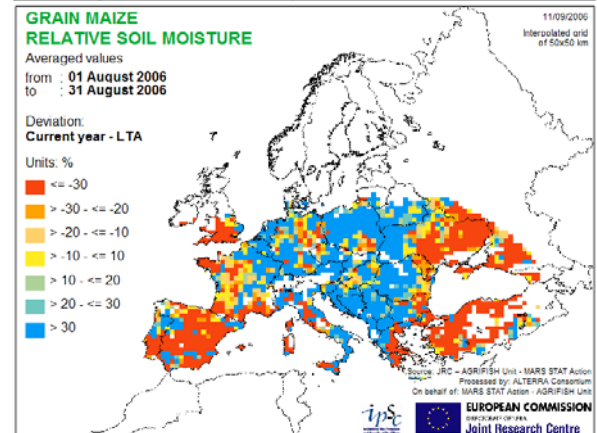 GRAIN MAIZE
RELATIVE SOIL MOISTURE
Averaged values
from : 01 August 2006
to : 31 August 2006
11/09/2006
Interpolated grid
of 50x50 km
Deviation:
Current year - LTA
Units: %
<= -30
> -30 - <= -20
> -20 - <= -10
> -10 - <= 10
> 10 - <= 20
> 20 - <= 30
> 30
Source: JRC – AGRIFISH Unit - MARS STAT Action
Processed by: ALTERRA Consortium
On behalf of: MARS STAT Action - AGRIFISH Unit
ipsc
EUROPEAN COMMISSION
Joint Research Centre